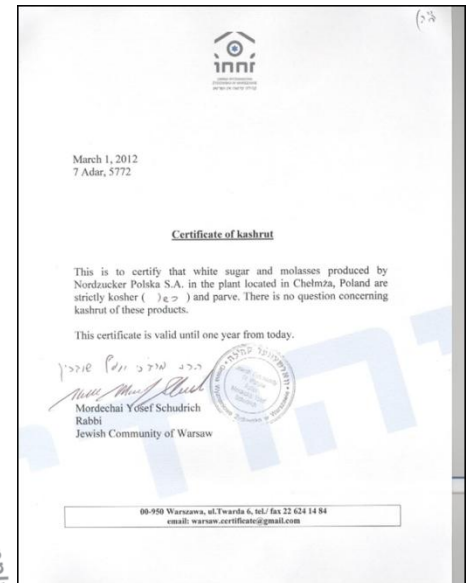 March 1, 2012
7 Adar, 5772
Certificate of kashrut
This is to certify that white sugar and molasses produced by
Nordzucker Polska S.A. in the plant located in Chełmża, Poland are
strictly kosher ( כשר ) and parve. There is no question concerning
kashrut of these products.
This certificate is valid until one year from today.
Mordechai Yosef Schudrich
Rabbi
Jewish Community of Warsaw
00-950 Warszawa, ul.Twarda 6, tel./ fax 22 624 14 84
email: warsaw.certificate@gmail.com